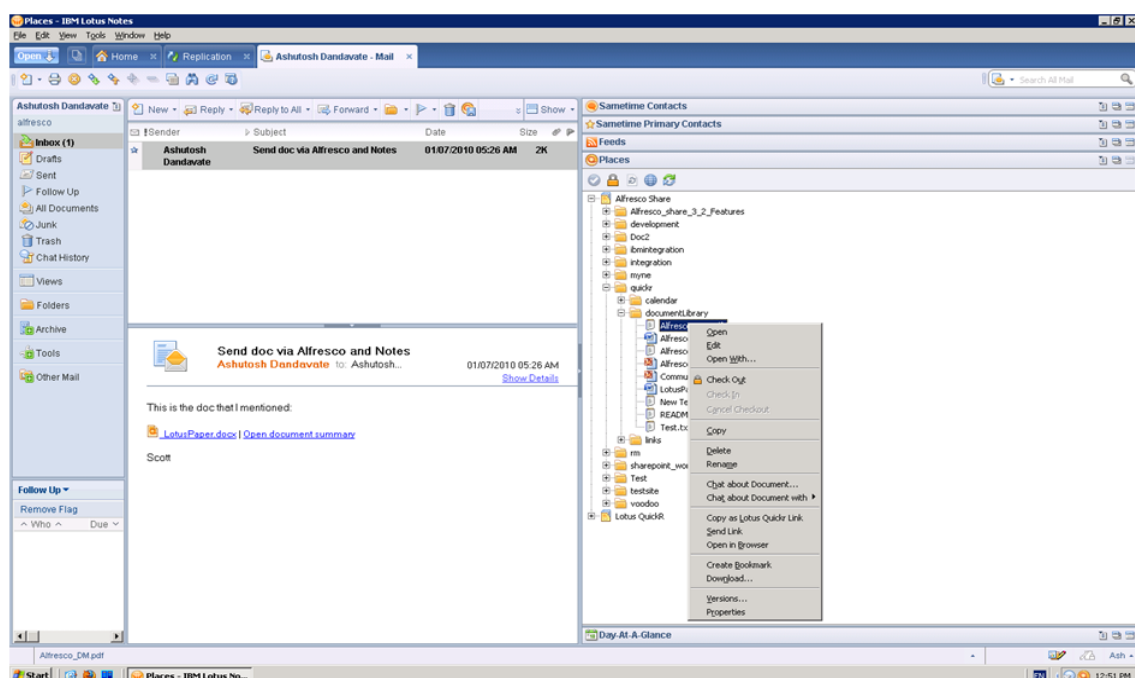 Places - IBM Lotus Notes
File Edit View Tools Window Help
Open Home × Replication × Ashutosh Dandavate - Mail ×
Search All Mail
Ashutosh Dandavate
alfresco
Inbox (1)
Drafts
Sent
Follow Up
All Documents
Junk
Trash
Chat History
Views
Folders
Archive
Tools
Other Mail
Follow Up
Remove Flag
Who Due
New Reply Reply to All Forward Show
Sender Subject Date Size
Ashutosh Dandavate Send doc via Alfresco and Notes 01/07/2010 05:26 AM 2K
Send doc via Alfresco and Notes
Ashutosh Dandavate to: Ashutosh... 01/07/2010 05:26 AM
Show Details
This is the doc that I mentioned:
_LotusPaper.docx | Open document summary
Scott
Sametime Contacts
Sametime Primary Contacts
Feeds
Places
Alfresco Share
Alfresco_share_3_2_Features
development
Doc2
ibmintegration
integration
myne
quickr
calendar
documentLibrary
Alfresco
Alfresco
Alfresco
Alfresco
Commu
LotusPa
New Te
README
Test.tx
links
rm
sharepoint_wor
Test
testsite
voodoo
Lotus QuickR
Open
Edit
Open With...
Check Out
Check In
Cancel Checkout
Copy
Delete
Rename
Chat about Document...
Chat about Document with
Copy as Lotus Quickr Link
Send Link
Open in Browser
Create Bookmark
Download...
Versions...
Properties
Day-At-A-Glance
Alfresco_DM.pdf
Ash
Start Places - IBM Lotus No... EN 12:51 PM